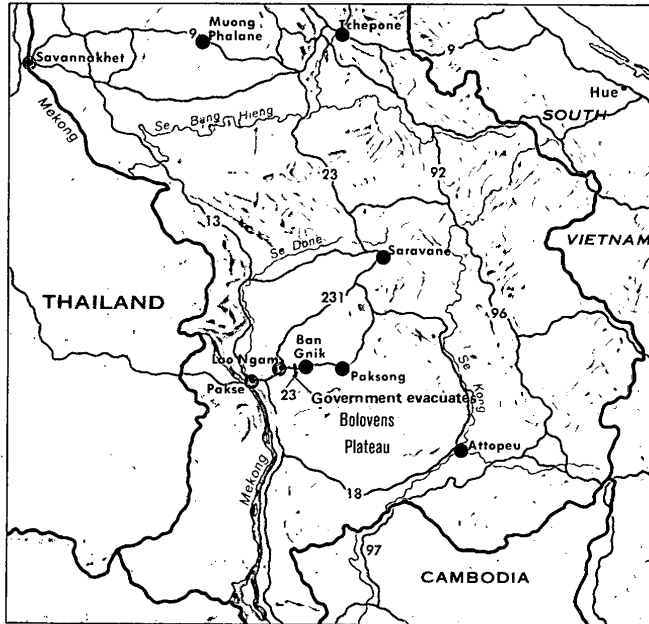 Muong
Phalane
9
Tchepone
9
Savannakhet
Hue
Mekong
Se Bang Hieng
SOUTH
23
92
13
Se Done
Saravane
VIETNAM
THAILAND
231
96
Ban
Gnik
Lao Ngam
Paksong
Se Kong
Pakse
23
Government evacuates
Bolovens
Plateau
Attopeu
Mekong
18
97
CAMBODIA